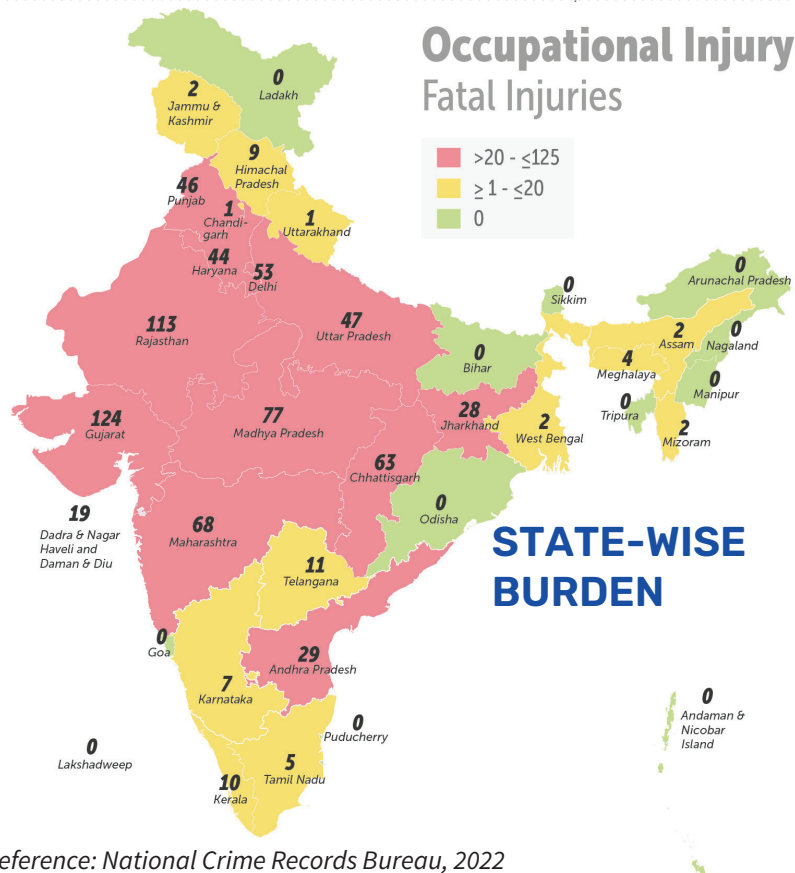 Occupational Injury
Fatal Injuries
>20 - ≤125
≥ 1 - ≤20
0
0
Ladakh
2
Jammu &
Kashmir
9
Himachal
Pradesh
46
Punjab
1
Chandi-
garh
1
Uttarakhand
44
Haryana
53
Delhi
0
Sikkim
0
Arunachal Pradesh
113
Rajasthan
47
Uttar Pradesh
0
Bihar
2
Assam
0
Nagaland
4
Meghalaya
0
Manipur
0
Tripura
2
Mizoram
124
Gujarat
77
Madhya Pradesh
28
Jharkhand
2
West Bengal
63
Chhattisgarh
0
Odisha
19
Dadra & Nagar
Haveli and
Daman & Diu
68
Maharashtra
STATE-WISE
BURDEN
11
Telangana
0
Goa
29
Andhra Pradesh
7
Karnataka
0
Puducherry
0
Andaman &
Nicobar
Island
0
Lakshadweep
10
Kerala
5
Tamil Nadu
eference: National Crime Records Bureau, 2022